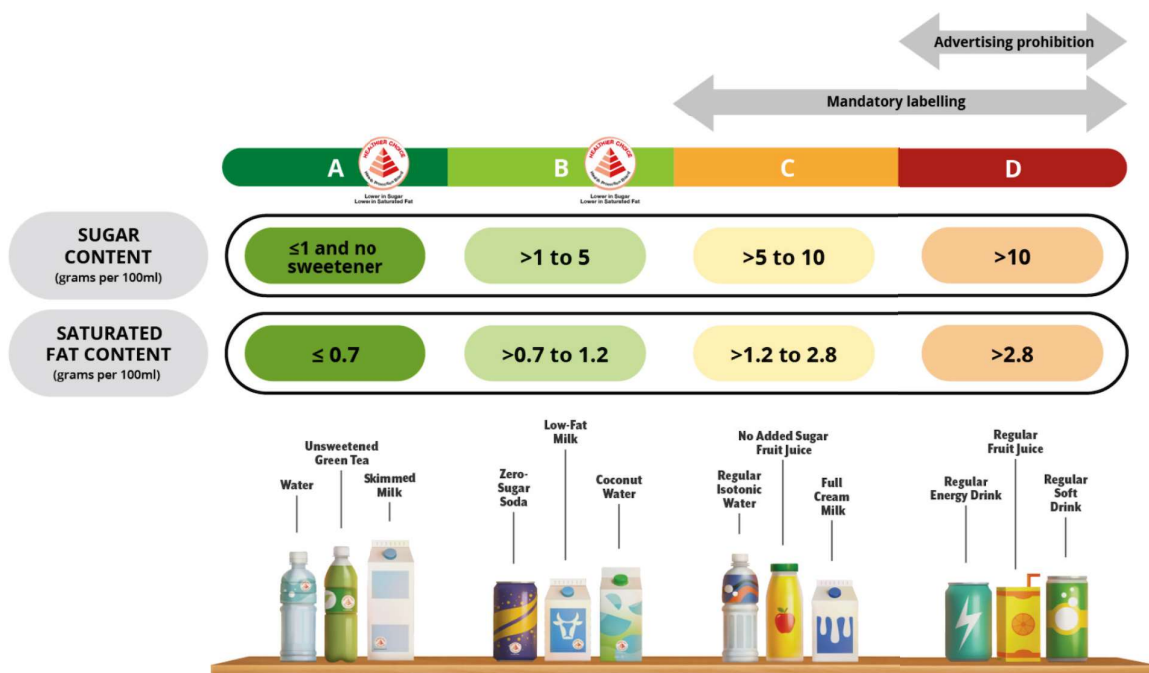 Advertising prohibition
Mandatory labelling
A
HEALTHIER CHOICE
Lower in Sugar
Lower in Saturated Fat
B
HEALTHIER CHOICE
Lower in Sugar
Lower in Saturated Fat
C
D
SUGAR
CONTENT
(grams per 100ml)
≤1 and no
sweetener
>1 to 5
>5 to 10
>10
SATURATED
FAT CONTENT
(grams per 100ml)
≤ 0.7
>0.7 to 1.2
>1.2 to 2.8
>2.8
Water
Unsweetened
Green Tea
Skimmed
Milk
Zero-
Sugar
Soda
Low-Fat
Milk
Coconut
Water
Regular
Isotonic
Water
No Added Sugar
Fruit Juice
Full
Cream
Milk
Regular
Energy Drink
Regular
Fruit Juice
Regular
Soft
Drink